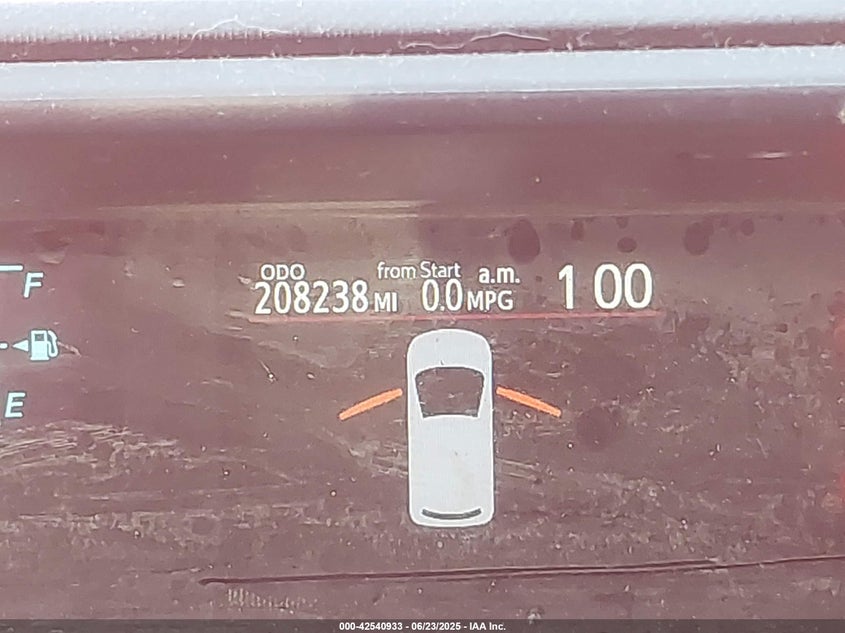 F
ODO from Start a.m. 1 00
208238 MI 0.0 MPG
E
000-42540933 - 06/23/2025 - IAA Inc.